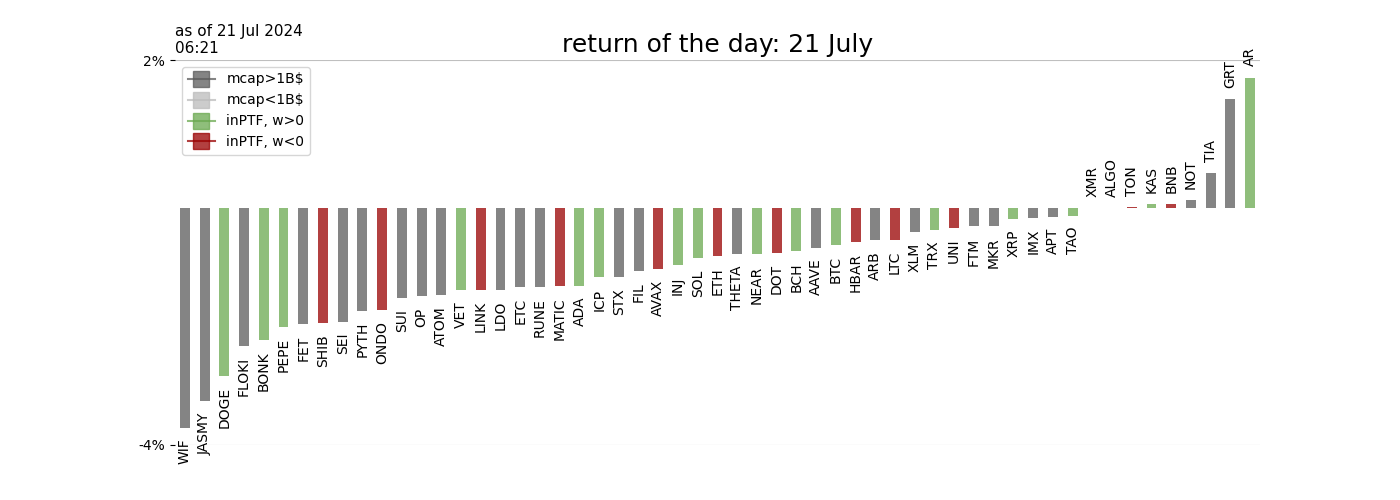 as of 21 Jul 2024
06:21
return of the day: 21 July
2%
mcap>1B$
mcap<1B$
inPTF, w>0
inPTF, w<0
-4%
WIF
JASMY
DOGE
FLOKI
BONK
PEPE
FET
SHIB
SEI
PYTH
ONDO
SUI
OP
ATOM
VET
LINK
LDO
ETC
RUNE
MATIC
ADA
ICP
STX
FIL
AVAX
INJ
SOL
ETH
THETA
NEAR
DOT
BCH
AAVE
BTC
HBAR
ARB
LTC
XLM
TRX
UNI
FTM
MKR
XRP
IMX
APT
TAO
XMR
ALGO
TON
KAS
BNB
NOT
TIA
GRT
AR